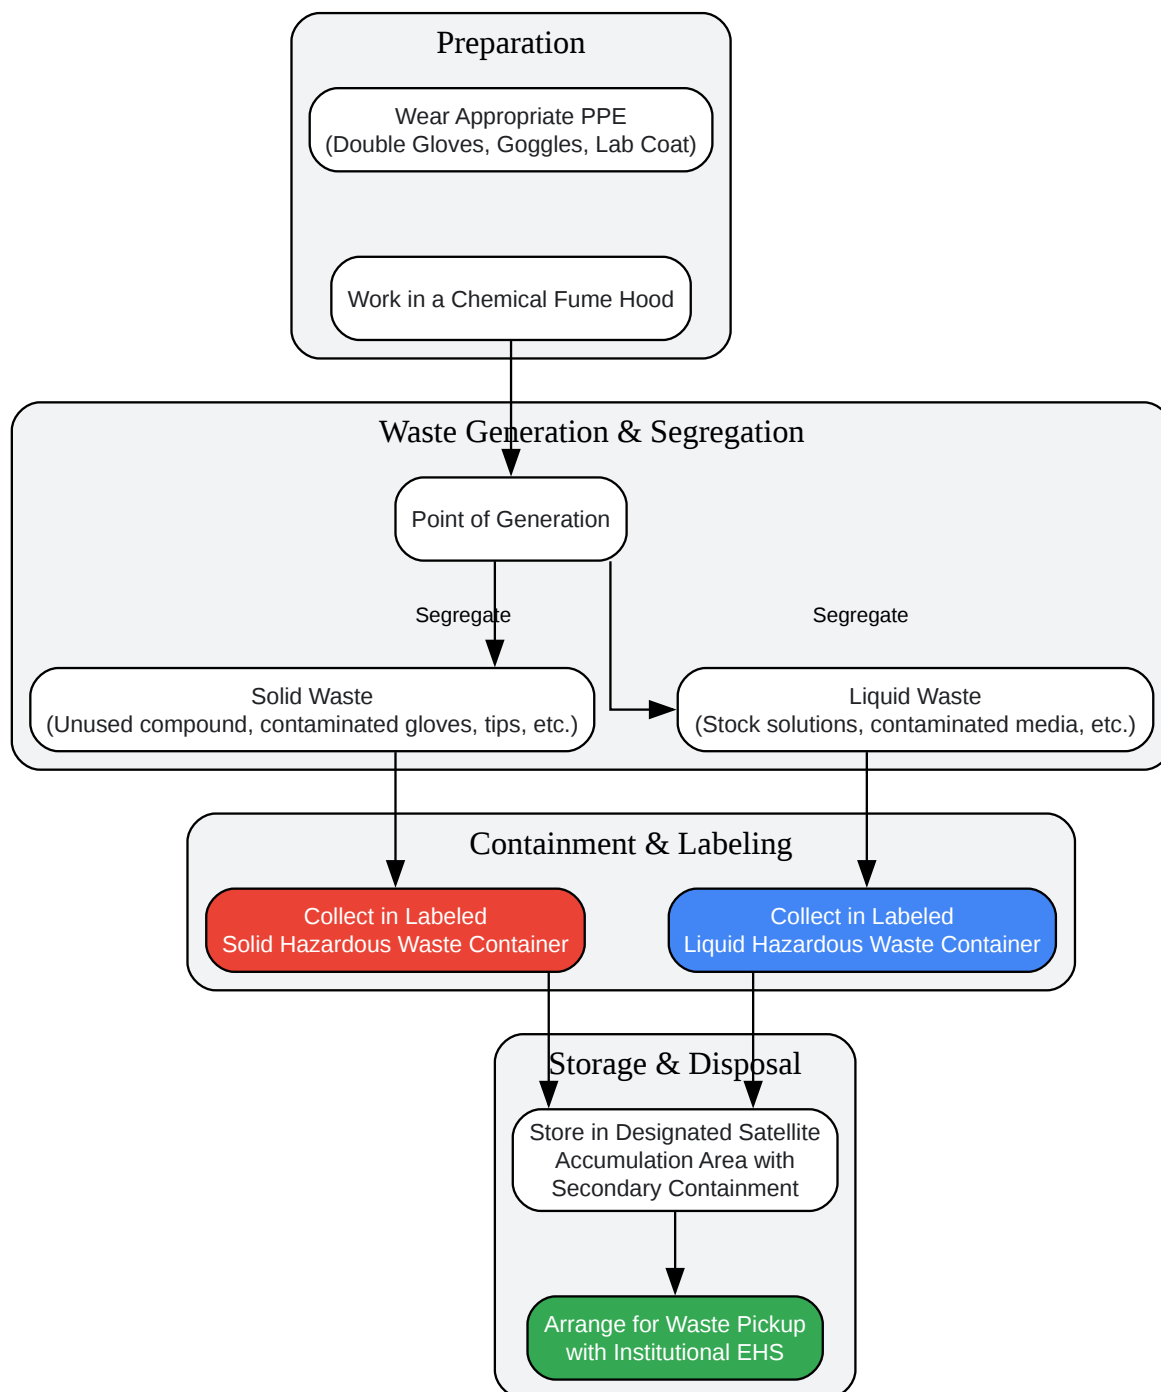 Preparation
Wear Appropriate PPE
(Double Gloves, Goggles, Lab Coat)
Work in a Chemical Fume Hood
Waste Generation & Segregation
Point of Generation
Segregate
Segregate
Solid Waste
(Unused compound, contaminated gloves, tips, etc.)
Liquid Waste
(Stock solutions, contaminated media, etc.)
Containment & Labeling
Collect in Labeled
Solid Hazardous Waste Container
Collect in Labeled
Liquid Hazardous Waste Container
Storage & Disposal
Store in Designated Satellite
Accumulation Area with
Secondary Containment
Arrange for Waste Pickup
with Institutional EHS